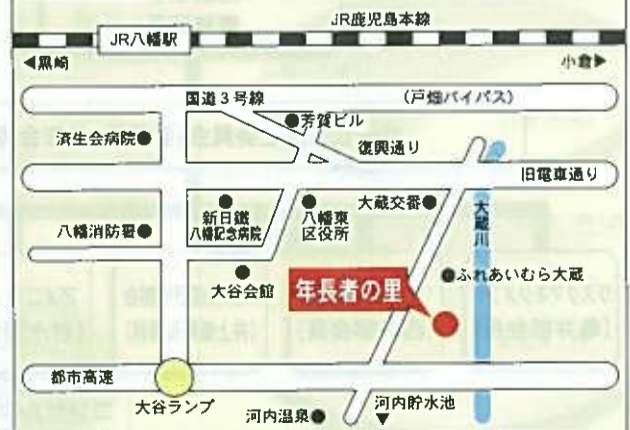 JR鹿児島本線
JR八幡駅
◀黒崎
小倉▶
国道3号線
(戸畑バイパス)
芳賀ビル
済生会病院
復興通り
旧電車通り
新日鐵
八幡記念病院
八幡東
区役所
大蔵交番
大蔵川
八幡消防署
大谷会館
年長者の里
ふれあいむら大蔵
都市高速
大谷ランプ
河内温泉
河内貯水池